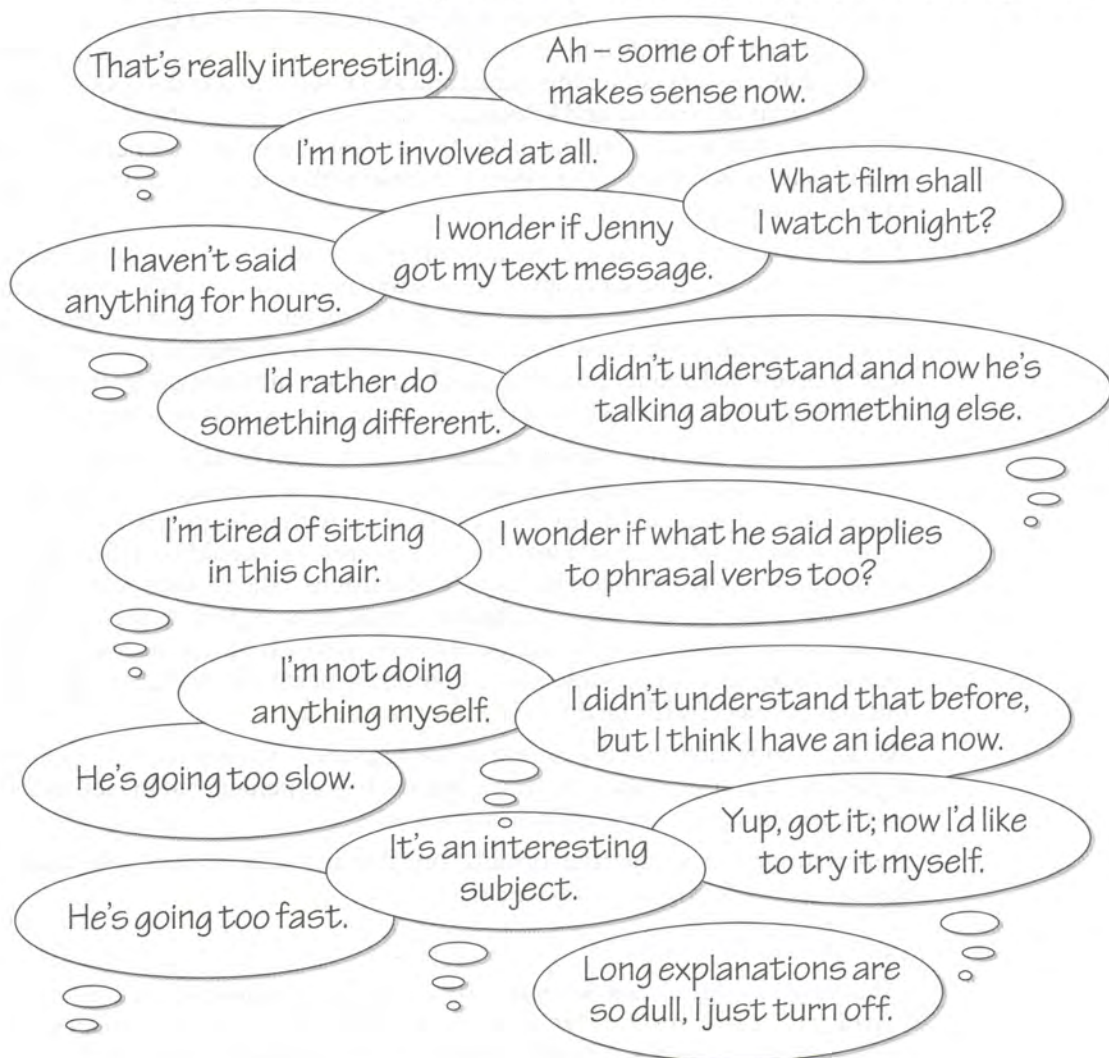 That's really interesting.
Ah – some of that
makes sense now.
I'm not involved at all.
What film shall
I watch tonight?
I wonder if Jenny
got my text message.
I haven't said
anything for hours.
I'd rather do
something different.
I didn't understand and now he's
talking about something else.
I'm tired of sitting
in this chair.
I wonder if what he said applies
to phrasal verbs too?
I'm not doing
anything myself.
I didn't understand that before,
but I think I have an idea now.
He's going too slow.
Yup, got it; now I'd like
to try it myself.
It's an interesting
subject.
He's going too fast.
Long explanations are
so dull, I just turn off.